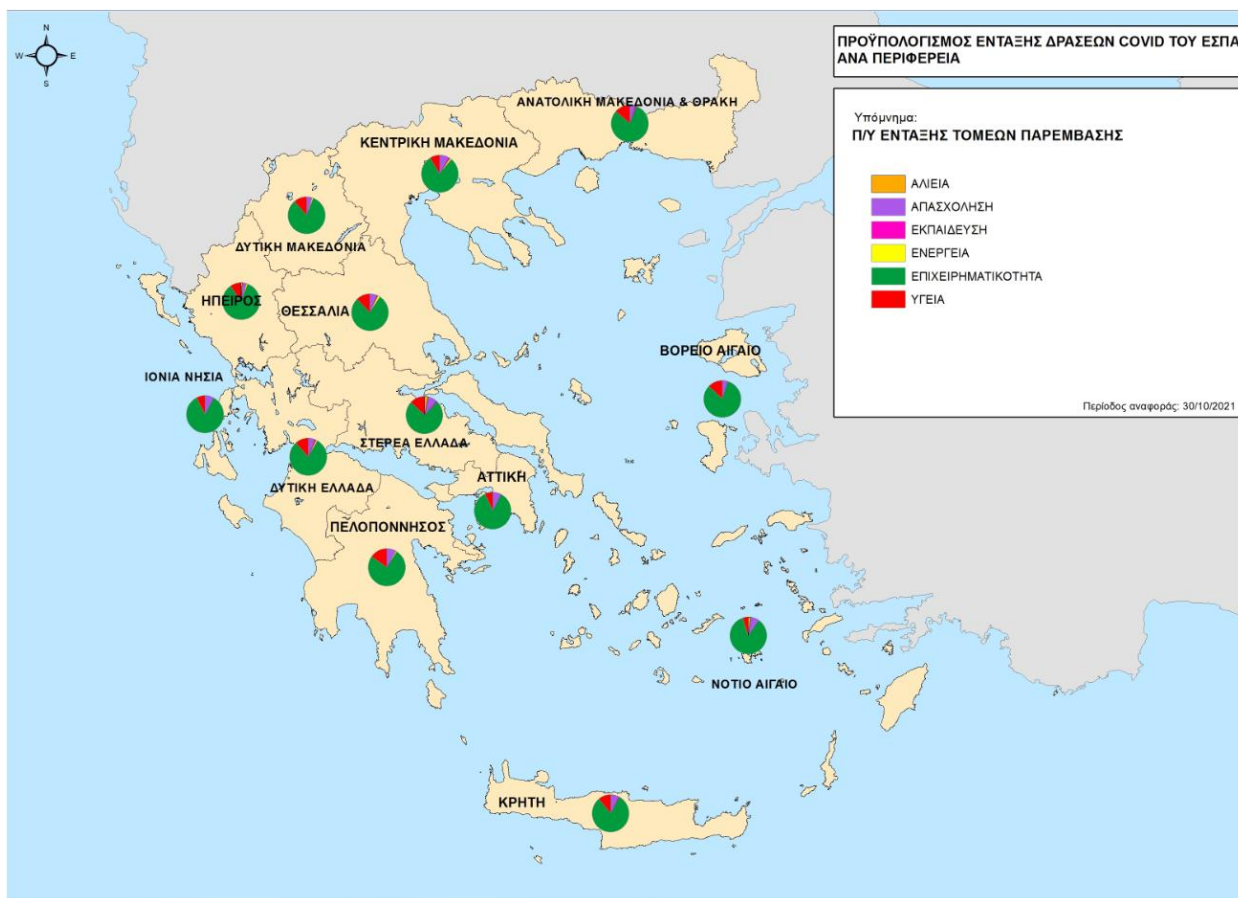 N
W E
S
ΠΡΟΫΠΟΛΟΓΙΣΜΟΣ ΕΝΤΑΞΗΣ ΔΡΑΣΕΩΝ COVID ΤΟΥ ΕΣΠΑ
ΑΝΑ ΠΕΡΙΦΕΡΕΙΑ
Υπόμνημα:
Π/Υ ΕΝΤΑΞΗΣ ΤΟΜΕΩΝ ΠΑΡΕΜΒΑΣΗΣ
ΑΛΙΕΙΑ
ΑΠΑΣΧΟΛΗΣΗ
ΕΚΠΑΙΔΕΥΣΗ
ΕΝΕΡΓΕΙΑ
ΕΠΙΧΕΙΡΗΜΑΤΙΚΟΤΗΤΑ
ΥΓΕΙΑ
Περίοδος αναφοράς: 30/10/2021
ΑΝΑΤΟΛΙΚΗ ΜΑΚΕΔΟΝΙΑ & ΘΡΑΚΗ
ΚΕΝΤΡΙΚΗ ΜΑΚΕΔΟΝΙΑ
ΔΥΤΙΚΗ ΜΑΚΕΔΟΝΙΑ
ΗΠΕΙΡΟΣ
ΘΕΣΣΑΛΙΑ
ΒΟΡΕΙΟ ΑΙΓΑΙΟ
ΙΟΝΙΑ ΝΗΣΙΑ
ΣΤΕΡΕΑ ΕΛΛΑΔΑ
ΑΤΤΙΚΗ
ΔΥΤΙΚΗ ΕΛΛΑΔΑ
ΠΕΛΟΠΟΝΝΗΣΟΣ
ΝΟΤΙΟ ΑΙΓΑΙΟ
ΚΡΗΤΗ